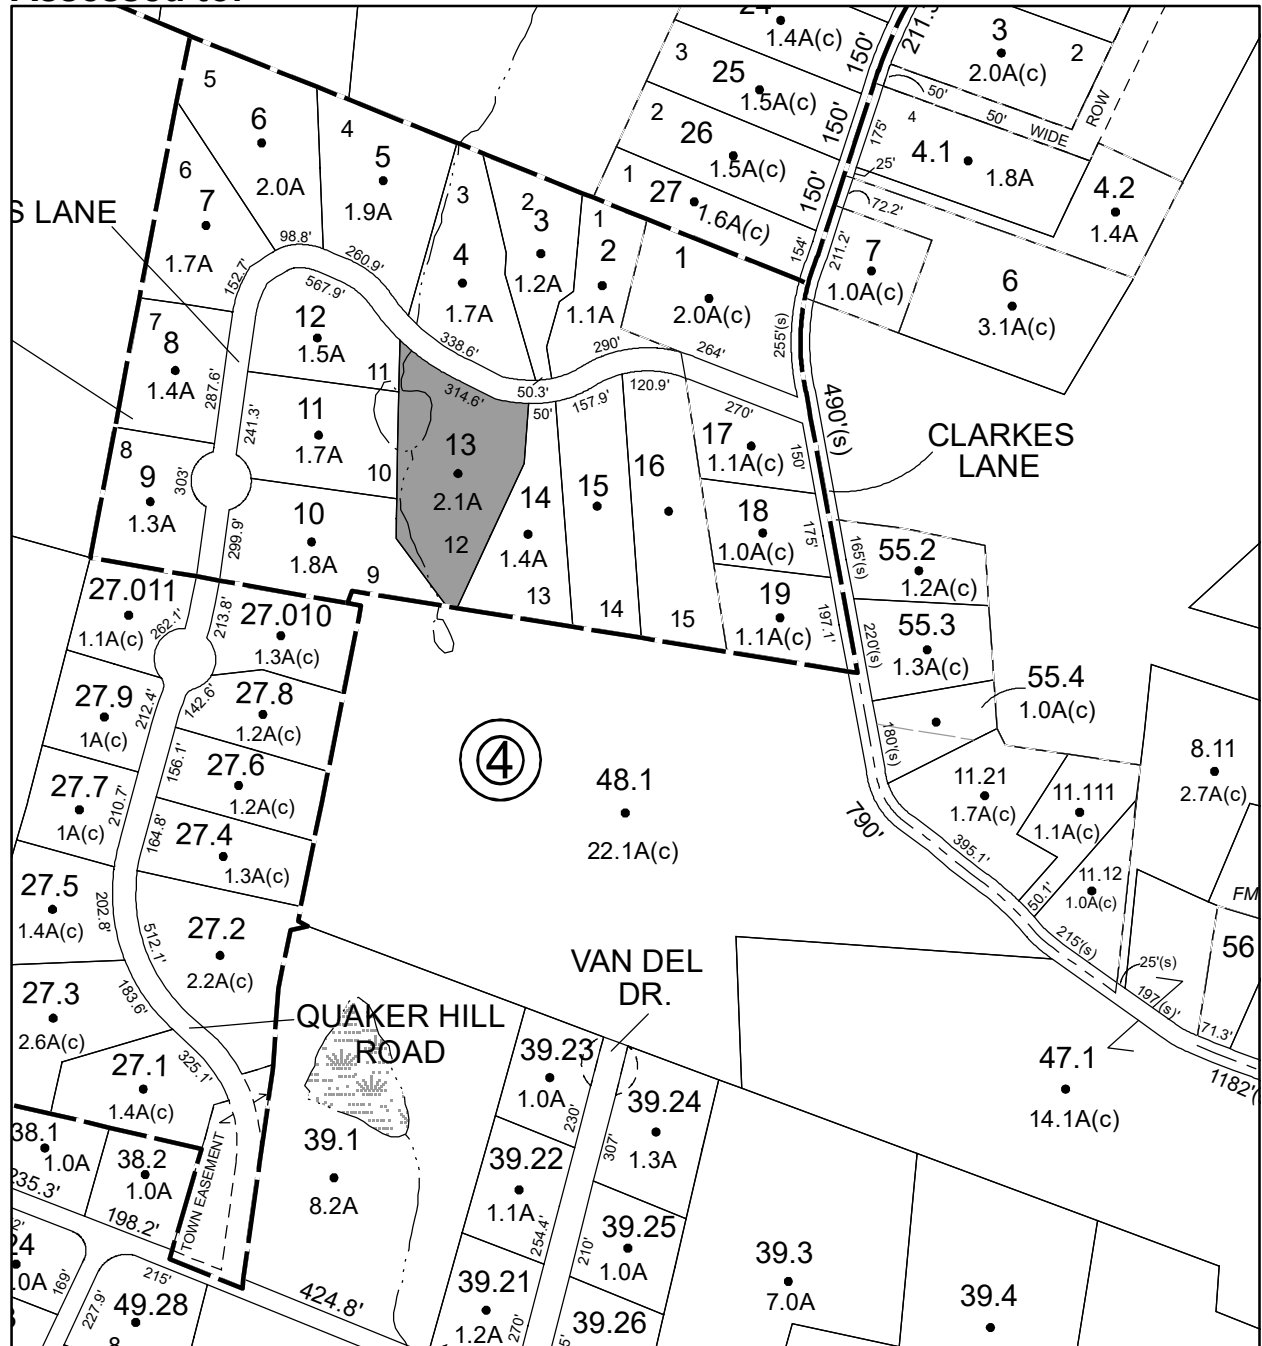 24
1.4A(c)
150'
211.
3
2.0A(c)
2
3
25
1.5A(c)
150'
50'
50'
WIDE
ROW
5
6
2.0A
4
5
1.9A
2
26
1.5A(c)
175'
4
4.1
1.8A
6
7
1.7A
3
4
1.7A
2
3
1.2A
1
27
1.6A(c)
150'
25'
72.2'
4.2
1.4A
S LANE
98.8'
260.9'
567.9'
152.7'
1
2
1.1A
1
2.0A(c)
154'
211.2'
7
1.0A(c)
6
3.1A(c)
7
8
1.4A
12
1.5A
11
338.6'
290'
264'
255'(s)
287.6'
241.3'
314.6'
50.3'
50'
157.9'
120.9'
270'
490'(s)
CLARKES
LANE
8
9
1.3A
303'
11
1.7A
10
13
2.1A
12
14
1.4A
13
15
14
16
15
17
1.1A(c)
150'
10
1.8A
9
299.9'
18
1.0A(c)
175'
165'(s)
55.2
1.2A(c)
27.011
1.1A(c)
262.1'
213.8'
27.010
1.3A(c)
19
1.1A(c)
197.1'
220'(s)
55.3
1.3A(c)
55.4
1.0A(c)
27.9
1A(c)
212.4'
142.6'
27.8
1.2A(c)
180'(s)
4
48.1
22.1A(c)
790'
8.11
2.7A(c)
27.7
1A(c)
210.7'
156.1'
27.6
1.2A(c)
11.21
1.7A(c)
11.111
1.1A(c)
164.8'
27.4
1.3A(c)
395.1'
50.1'
11.12
1.0A(c)
27.5
1.4A(c)
202.8'
512.1'
27.2
2.2A(c)
FM
56
215'(s)
25'(s)
197'(s)'
71.3'
1182'(
VAN DEL
DR.
27.3
2.6A(c)
183.6'
QUAKER HILL
ROAD
325.1'
27.1
1.4A(c)
39.23
1.0A
230'
39.24
1.3A
307'
47.1
14.1A(c)
38.1
1.0A
38.2
1.0A
235.3'
198.2'
TOWN EASEMENT
39.1
8.2A
39.22
1.1A
254.4'
39.25
1.0A
210'
39.3
7.0A
39.4
24
.0A
169'
215'
227.9'
49.28
424.8'
39.21
1.2A
270'
39.26